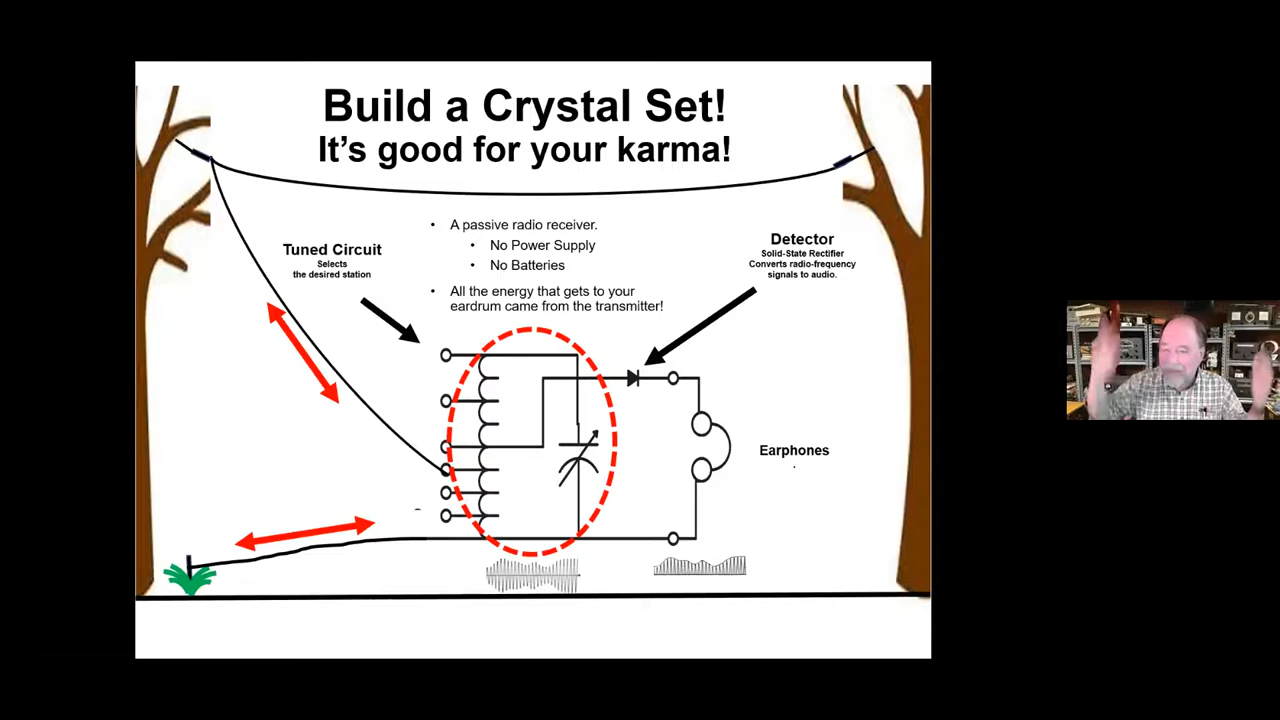 Build a Crystal Set!
It's good for your karma!
• A passive radio receiver.
• No Power Supply
• No Batteries
• All the energy that gets to your
eardrum came from the transmitter!
Tuned Circuit
Selects
the desired station
Detector
Solid-State Rectifier
Converts radio-frequency
signals to audio.
Earphones